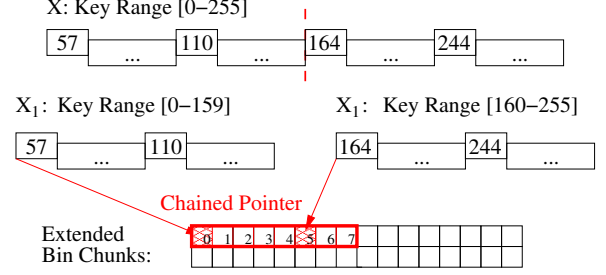 X: Key Range [0−255]
57 ... 110 ... 164 ... 244 ...
X1: Key Range [0−159] X1: Key Range [160−255]
57 ... 110 ... 164 ... 244 ...
Chained Pointer
Extended
0 1 2 3 4 5 6 7
Bin Chunks: